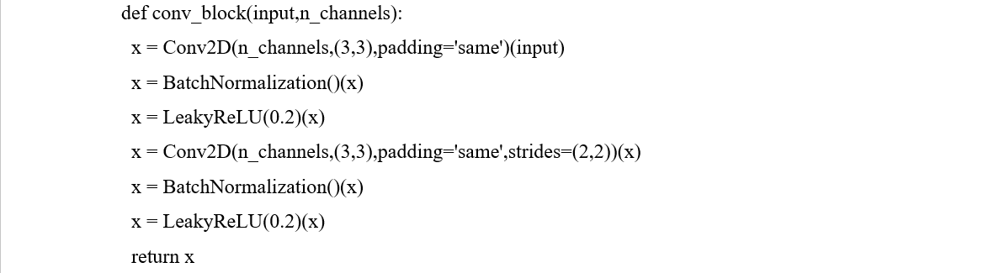 def conv_block(input,n_channels):
x = Conv2D(n_channels,(3,3),padding='same')(input)
x = BatchNormalization()(x)
x = LeakyReLU(0.2)(x)
x = Conv2D(n_channels,(3,3),padding='same',strides=(2,2))(x)
x = BatchNormalization()(x)
x = LeakyReLU(0.2)(x)
return x